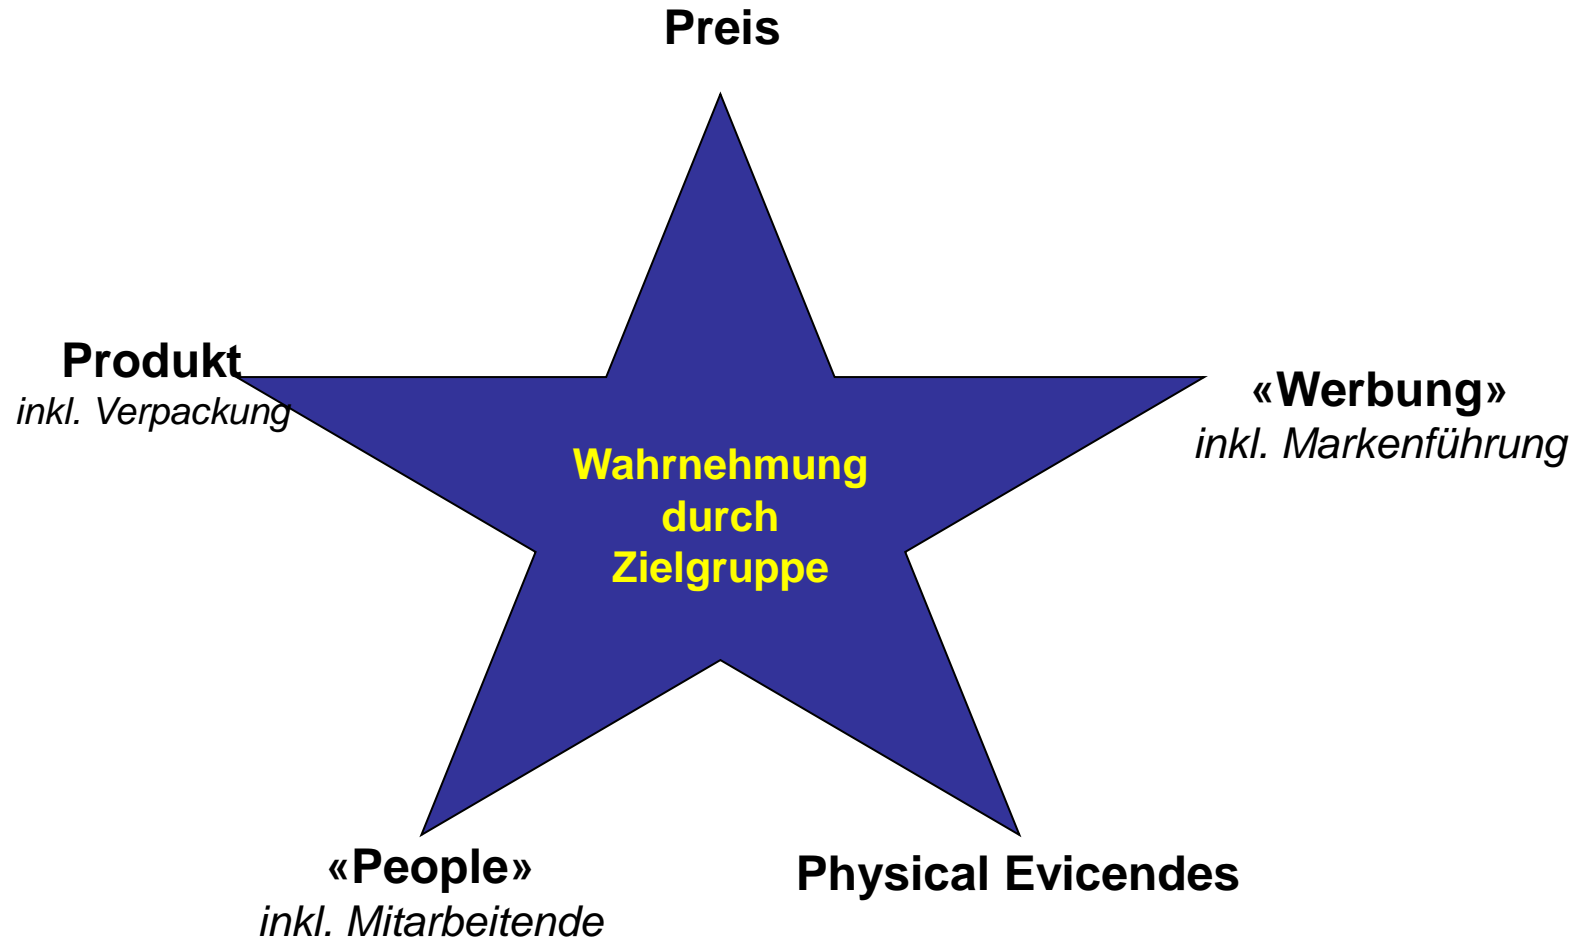 Preis
Produkt
inkl. Verpackung
«Werbung»
inkl. Markenführung
Wahrnehmung
durch
Zielgruppe
«People»
inkl. Mitarbeitende
Physical Evicendes